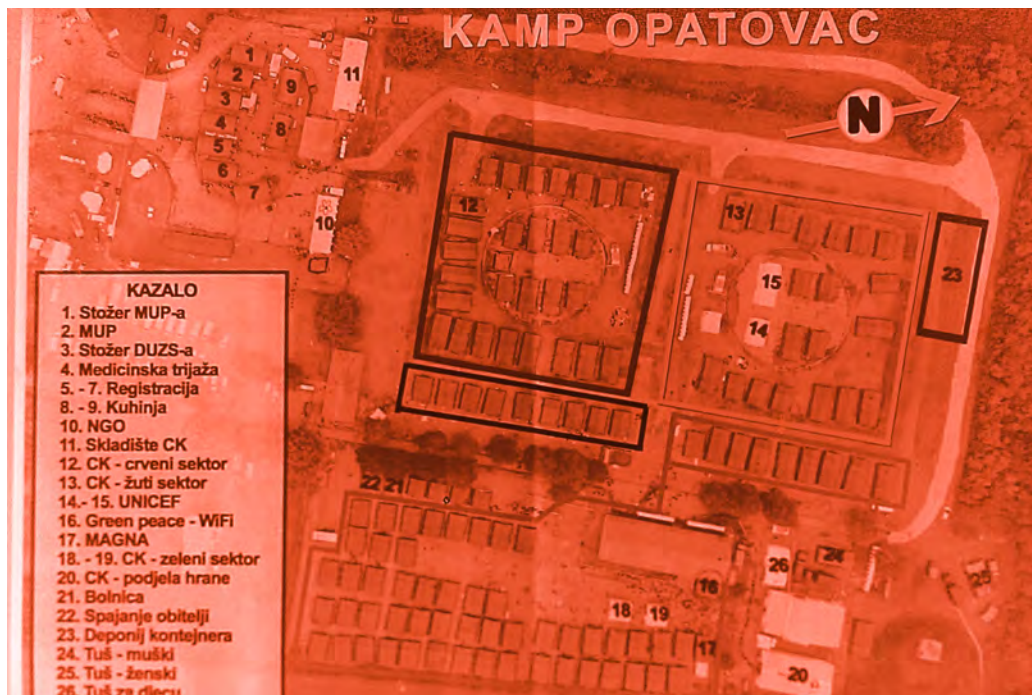 KAMP OPATOVAC
N
1
2
3
4
5
6
7
8
9
10
11
12
13
14
15
16
17
18
19
20
22 21
23
24
25
26
KAZALO
1. Stožer MUP-a
2. MUP
3. Stožer DUZS-a
4. Medicinska trijaža
5. - 7. Registracija
8. - 9. Kuhinja
10. NGO
11. Skladište CK
12. CK - crveni sektor
13. CK - žuti sektor
14.- 15. UNICEF
16. Green peace - WiFi
17. MAGNA
18. - 19. CK - zeleni sektor
20. CK - podjela hrane
21. Bolnica
22. Spajanje obitelji
23. Deponij kontejnera
24. Tuš - muški
25. Tuš - ženski
26. Tuš za djecu